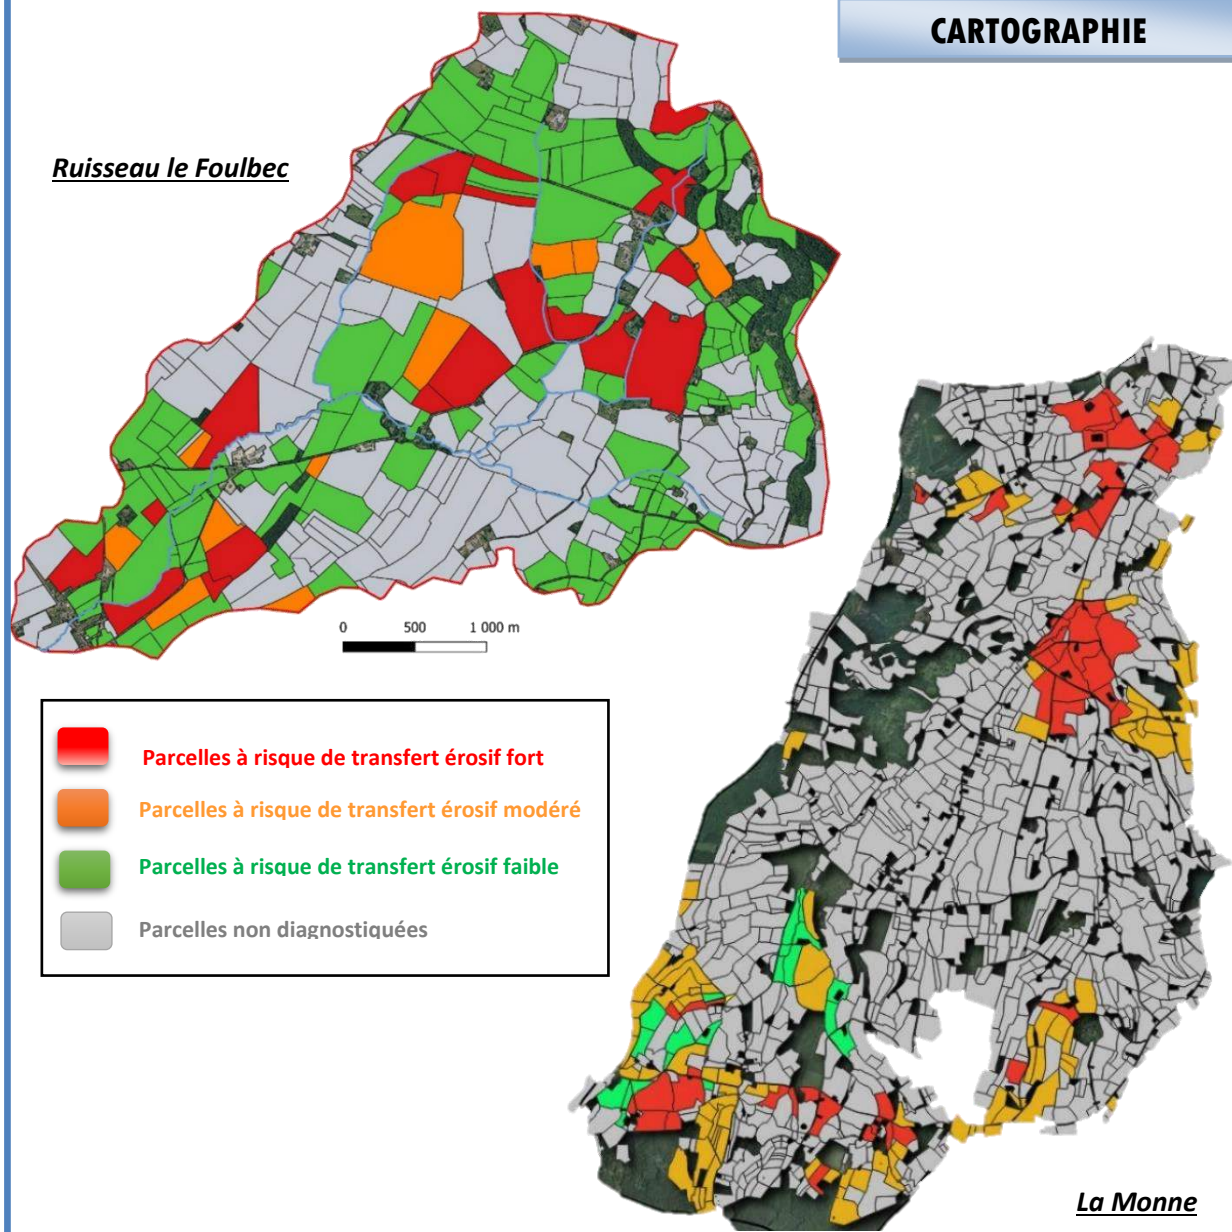 CARTOGRAPHIE
Ruisseau le Foulbec
0 500 1 000 m
Parcelles à risque de transfert érosif fort
Parcelles à risque de transfert érosif modéré
Parcelles à risque de transfert érosif faible
Parcelles non diagnostiquées
La Monne